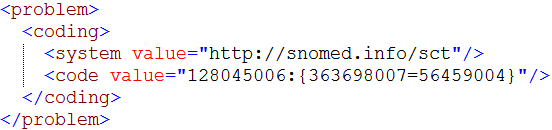 <problem>
<coding>
<system value="http://snomed.info/sct"/>
<code value="128045006:{363698007=56459004}"/>
</coding>
</problem>